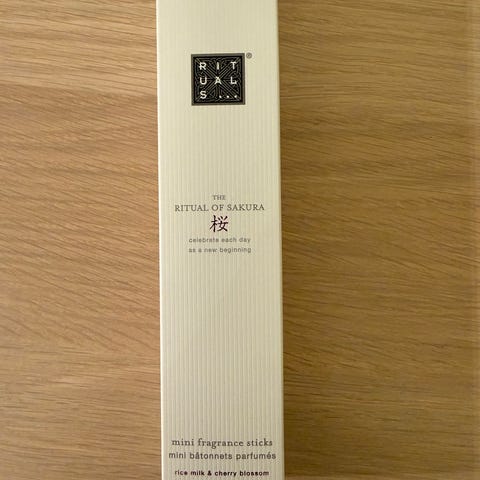 RIT
UAL
S...
®
THE
RITUAL OF SAKURA
桜
celebrate each day
as a new beginning
mini fragrance sticks
mini bâtonnets parfumés
rice milk & cherry blossom